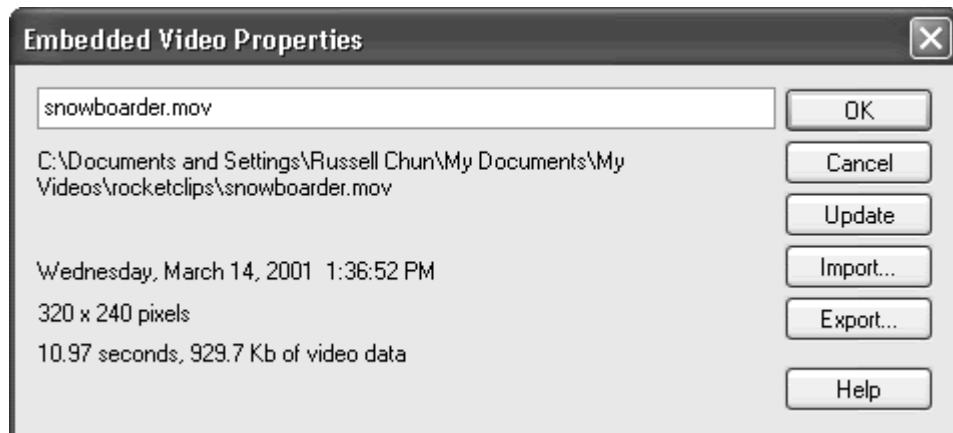 Embedded Video Properties
snowboarder.mov
OK
C:\Documents and Settings\Russell Chun\My Documents\My
Videos\rocketclips\snowboarder.mov
Cancel
Update
Wednesday, March 14, 2001  1:36:52 PM
Import...
320 x 240 pixels
Export...
10.97 seconds, 929.7 Kb of video data
Help